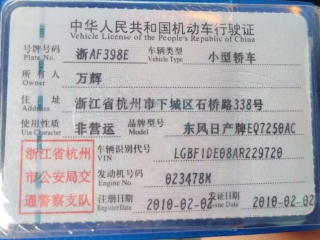 中华人民共和国机动车行驶证
Vehicle License of the People's Republic of China
号牌号码 Plate No. 浙AF398E 车辆类型 Vehicle Type 小型轿车
所有人 Owner 万辉
住址 Address 浙江省杭州市下城区石桥路338号
使用性质 Use Character 非营运 品牌型号 Model 东风日产牌EQ7250AC
浙江省杭州
市公安局交
通警察支队
车辆识别代号 VIN LGBF1DE08AR229720
发动机号码 Engine No. 023478M
注册日期 Register Date 2010-02-02 发证日期 Issue Date 2010-02-02